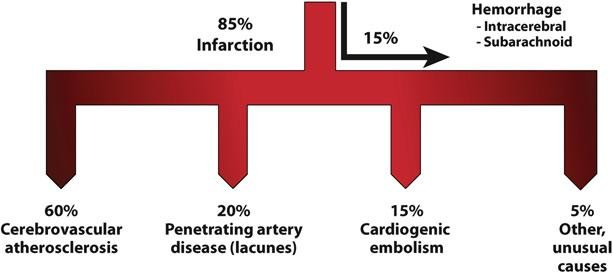 85%
Infarction
15%
Hemorrhage
- Intracerebral
- Subarachnoid
60%
Cerebrovascular
atherosclerosis
20%
Penetrating artery
disease (lacunes)
15%
Cardiogenic
embolism
5%
Other,
unusual
causes